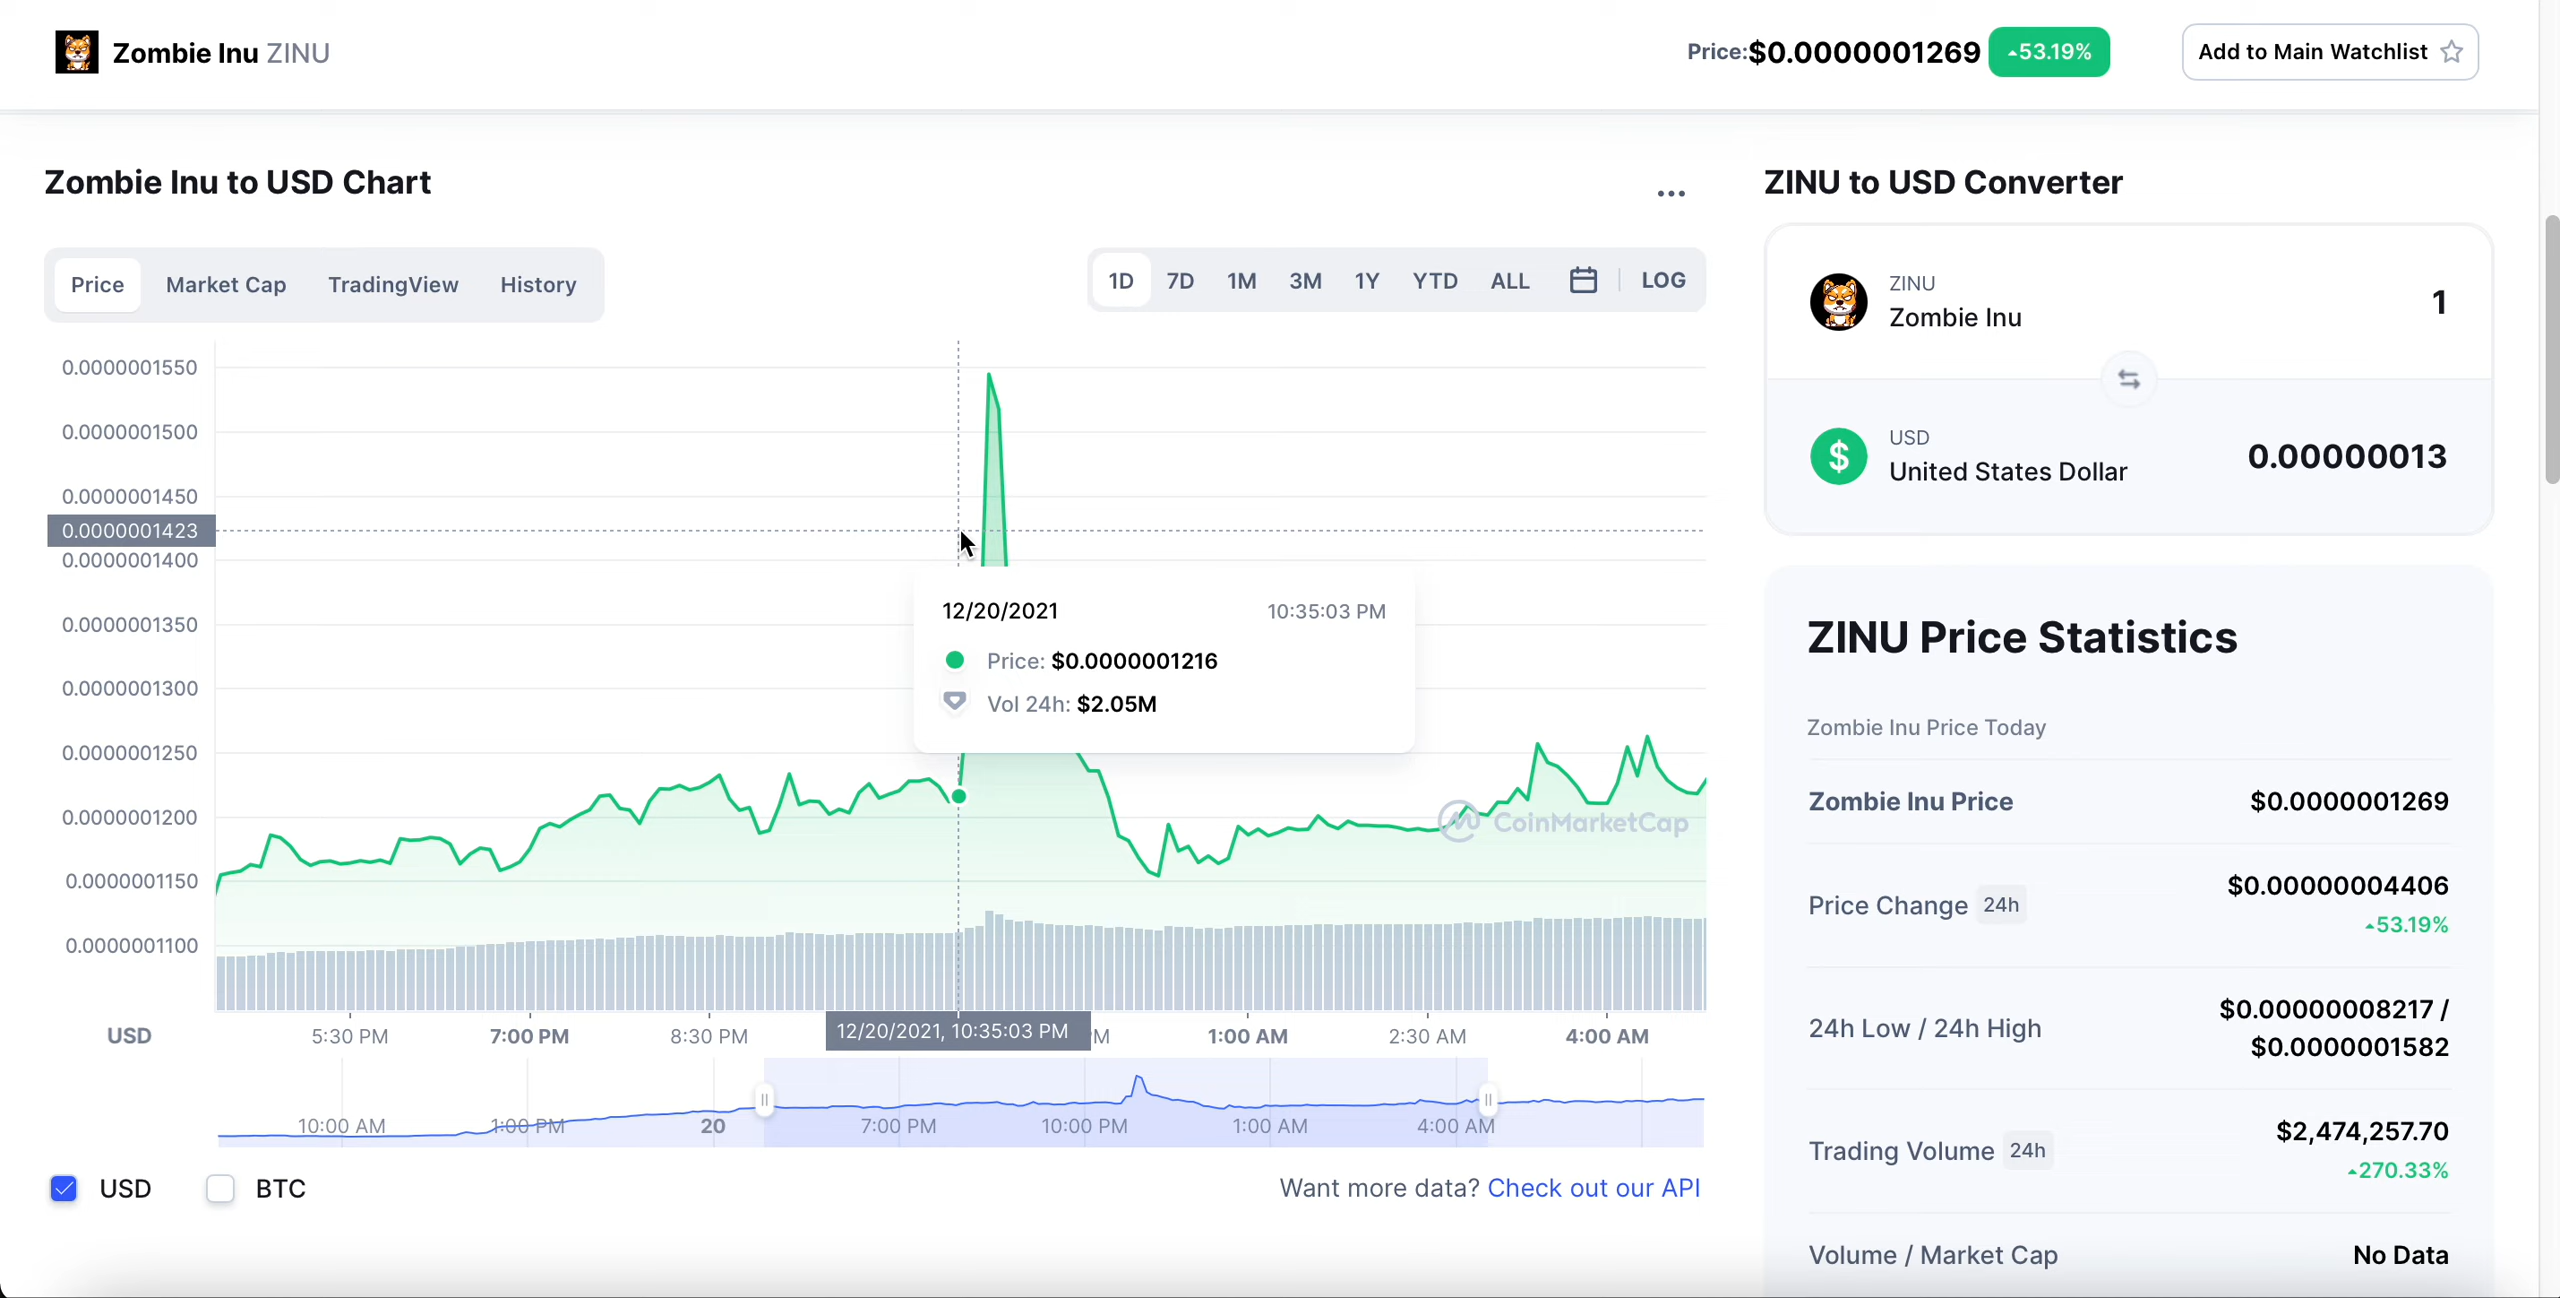 Zombie Inu ZINU
Price:$0.0000001269 53.19%
Add to Main Watchlist
Zombie Inu to USD Chart
Price Market Cap TradingView History
1D 7D 1M 3M 1Y YTD ALL LOG
0.0000001550
0.0000001500
0.0000001450
0.0000001423
0.0000001400
0.0000001350
0.0000001300
0.0000001250
0.0000001200
0.0000001150
0.0000001100
12/20/2021 10:35:03 PM
Price: $0.0000001216
Vol 24h: $2.05M
CoinMarketCap
USD 5:30 PM 7:00 PM 8:30 PM 12/20/2021, 10:35:03 PM M 1:00 AM 2:30 AM 4:00 AM
10:00 AM 1:00 PM 20 7:00 PM 10:00 PM 1:00 AM 4:00 AM
USD BTC
Want more data? Check out our API
ZINU to USD Converter
ZINU
Zombie Inu
1
USD
United States Dollar
0.00000013
ZINU Price Statistics
Zombie Inu Price Today
Zombie Inu Price $0.0000001269
Price Change 24h $0.00000004406
53.19%
24h Low / 24h High $0.00000008217 /
$0.0000001582
Trading Volume 24h $2,474,257.70
270.33%
Volume / Market Cap No Data